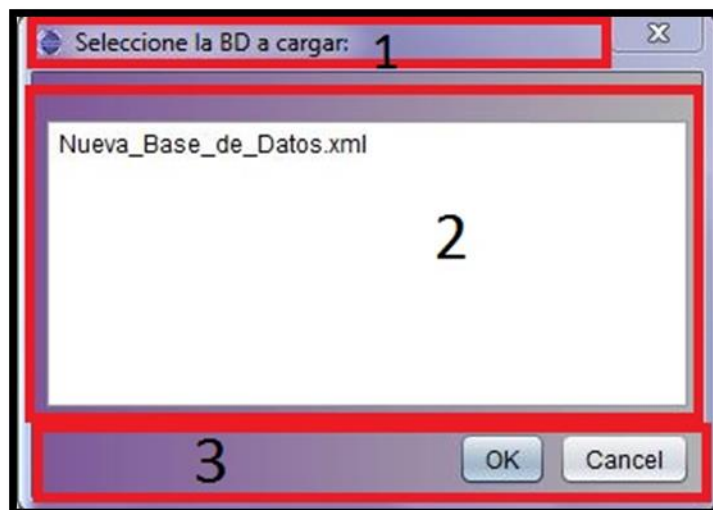 Seleccione la BD a cargar:
1
Nueva_Base_de_Datos.xml
2
3
OK Cancel